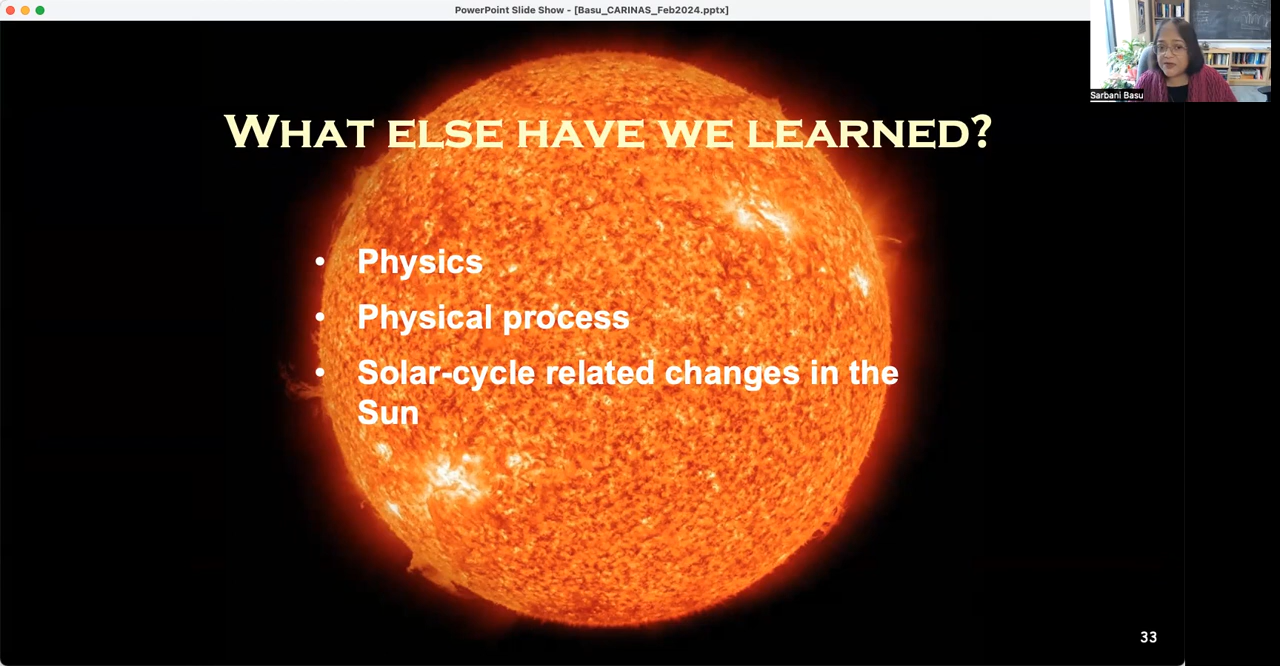 PowerPoint Slide Show - [Basu_CARINAS_Feb2024.pptx]
Sarbani Basu
WHAT ELSE HAVE WE LEARNED?
• Physics
• Physical process
• Solar-cycle related changes in the
Sun
33